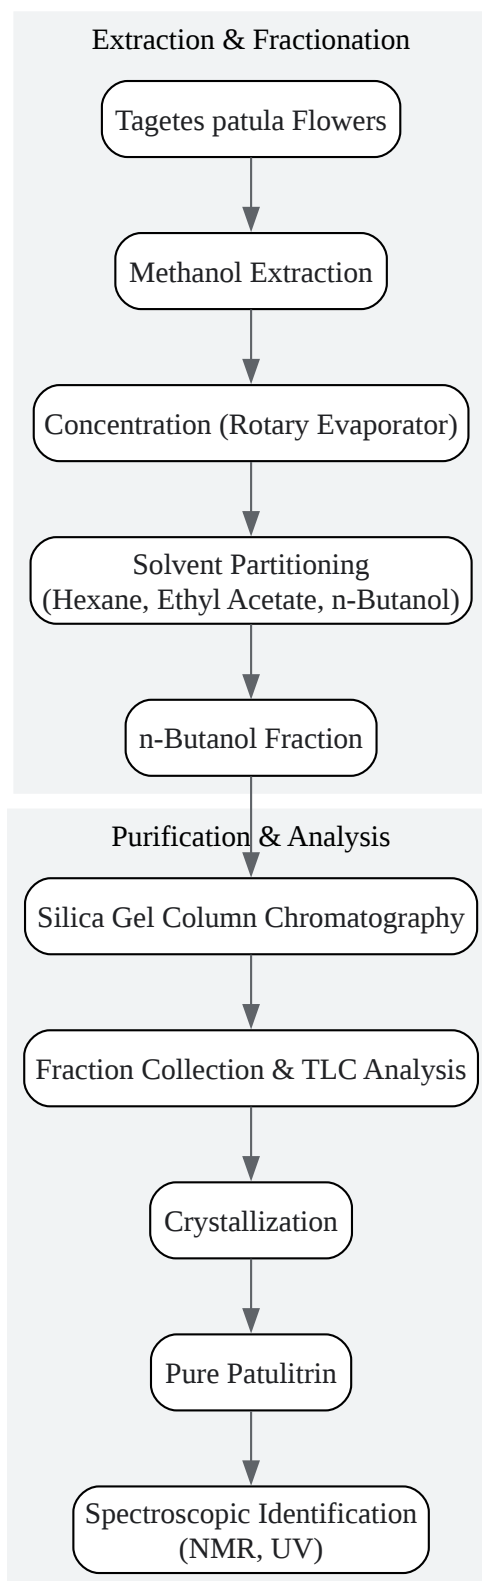 Extraction & Fractionation
Tagetes patula Flowers
Methanol Extraction
Concentration (Rotary Evaporator)
Solvent Partitioning
(Hexane, Ethyl Acetate, n-Butanol)
n-Butanol Fraction
Purification & Analysis
Silica Gel Column Chromatography
Fraction Collection & TLC Analysis
Crystallization
Pure Patulitrin
Spectroscopic Identification
(NMR, UV)